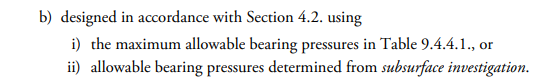 b) designed in accordance with Section 4.2. using
i) the maximum allowable bearing pressures in Table 9.4.4.1., or
ii) allowable bearing pressures determined from subsurface investigation.